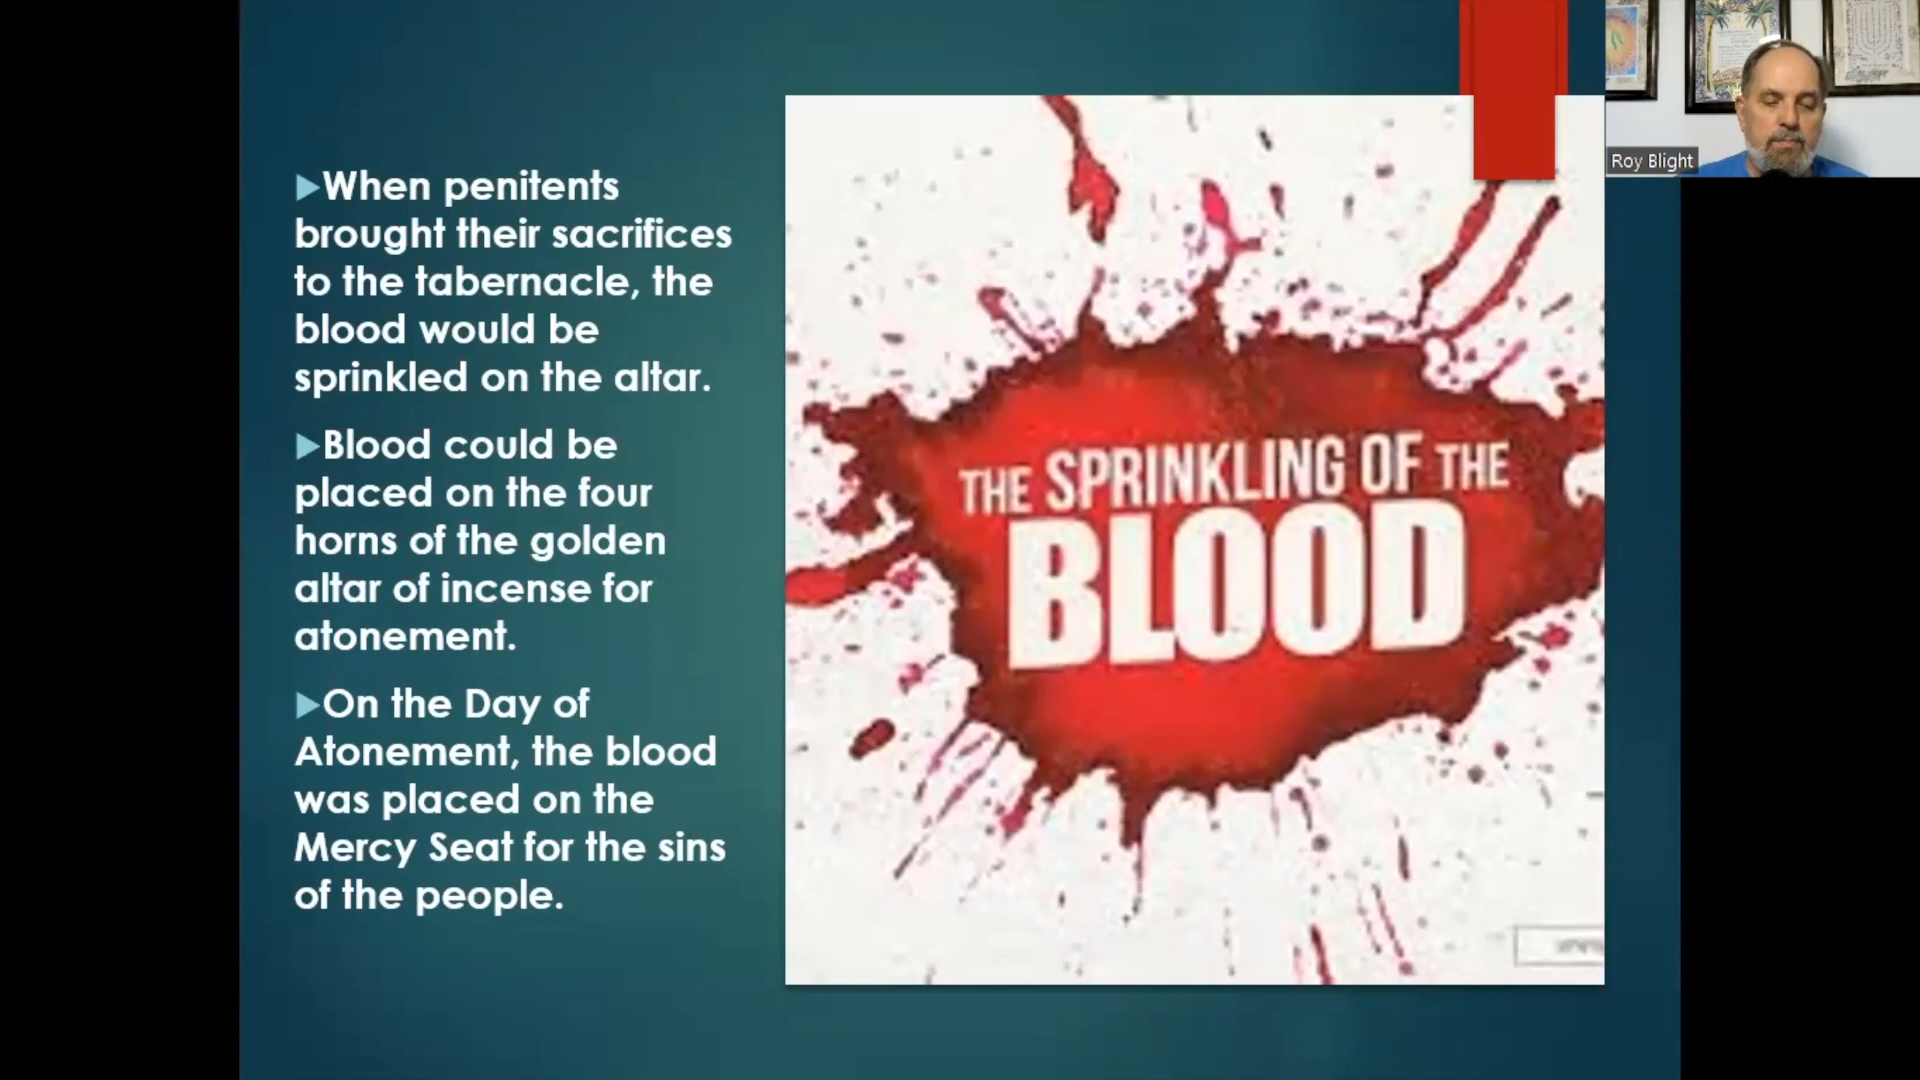 ▶When penitents
brought their sacrifices
to the tabernacle, the
blood would be
sprinkled on the altar.
▶Blood could be
placed on the four
horns of the golden
altar of incense for
atonement.
▶On the Day of
Atonement, the blood
was placed on the
Mercy Seat for the sins
of the people.
THE SPRINKLING OF THE
BLOOD
Roy Blight